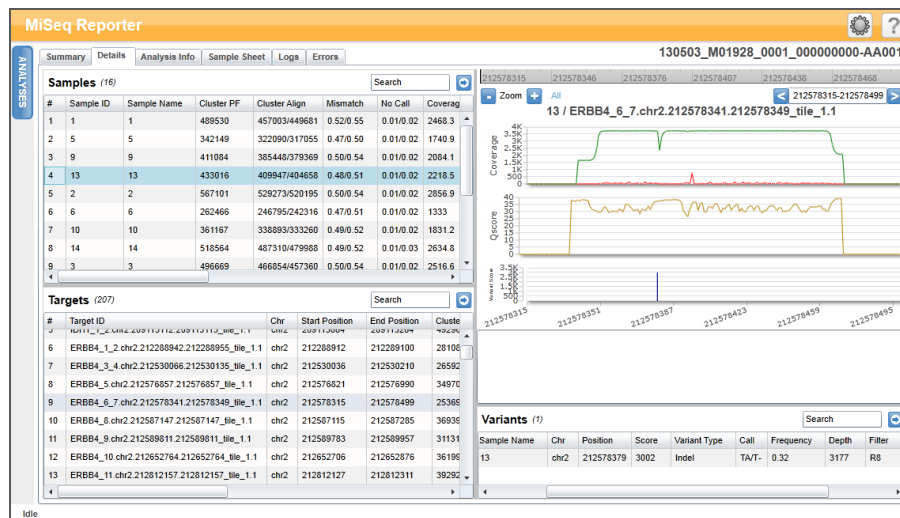 MiSeq Reporter
?
ANALYSES
Summary Details Analysis Info Sample Sheet Logs Errors
130503_M01928_0001_000000000-AA001
Samples (16) Search
# Sample ID Sample Name Cluster PF Cluster Align Mismatch No Call Coverag
1 1 1 489530 457003/449681 0.52/0.55 0.01/0.02 2468.3
2 5 5 342149 322090/317055 0.47/0.50 0.01/0.02 1740.9
3 9 9 411084 385448/379369 0.50/0.54 0.01/0.02 2084.1
4 13 13 433016 409947/404658 0.48/0.51 0.01/0.02 2218.5
5 2 2 567101 529273/520195 0.50/0.54 0.01/0.02 2856.9
6 6 6 262466 246795/242316 0.47/0.51 0.01/0.02 1333
7 10 10 361167 338893/333260 0.49/0.52 0.01/0.02 1831.2
8 14 14 518564 487310/479988 0.49/0.52 0.01/0.03 2634.8
9 3 3 496669 466854/457360 0.50/0.54 0.01/0.02 2516.6
Targets (207) Search
# Target ID Chr Start Position End Position Cluste
6 ERBB4_1_2.chr2.212288942.212288955_tile_1.1 chr2 212288912 212289100 28108
7 ERBB4_3_4.chr2.212530066.212530135_tile_1.1 chr2 212530036 212530210 26592
8 ERBB4_5.chr2.212576857.212576857_tile_1.1 chr2 212576821 212576990 34970
9 ERBB4_6_7.chr2.212578341.212578349_tile_1.1 chr2 212578315 212578499 25369
10 ERBB4_8.chr2.212587147.212587147_tile_1.1 chr2 212587115 212587285 36939
11 ERBB4_9.chr2.212589811.212589811_tile_1.1 chr2 212589783 212589957 31131
12 ERBB4_10.chr2.212652764.212652764_tile_1.1 chr2 212652706 212652876 36199
13 ERBB4_11.chr2.212812157.212812157_tile_1.1 chr2 212812127 212812311 39292
212578315 212578346 212578376 212578407 212578438 212578468
- Zoom + All < 212578315-212578499 >
13 / ERBB4_6_7.chr2.212578341.212578349_tile_1.1
Coverage
4K
3.5K
3K
2.5K
2K
1.5K
1K
500
0
Qscore
40
35
30
25
20
15
10
5
0
Variant Score
3.5K
2.5K
1.5K
500
0
212578315 212578351 212578387 212578423 212578459 212578495
Variants (1) Search
Sample Name Chr Position Score Variant Type Call Frequency Depth Filter
13 chr2 212578379 3002 Indel TA/T- 0.32 3177 R8
Idle